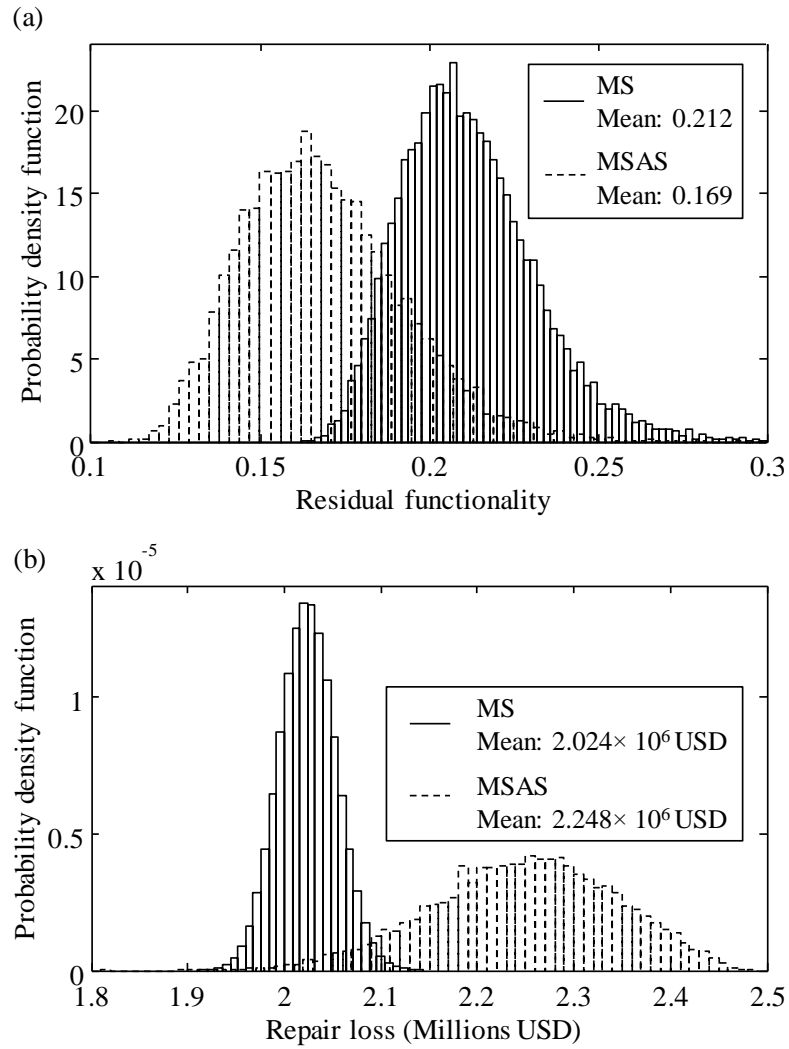 (a)
Probability density function
20
15
10
5
0
MS
Mean: 0.212
MSAS
Mean: 0.169
0.1 0.15 0.2 0.25 0.3
Residual functionality
(b)
x 10⁻⁵
Probability density function
1
0.5
0
MS
Mean: 2.024× 10⁶ USD
MSAS
Mean: 2.248× 10⁶ USD
1.8 1.9 2 2.1 2.2 2.3 2.4 2.5
Repair loss (Millions USD)